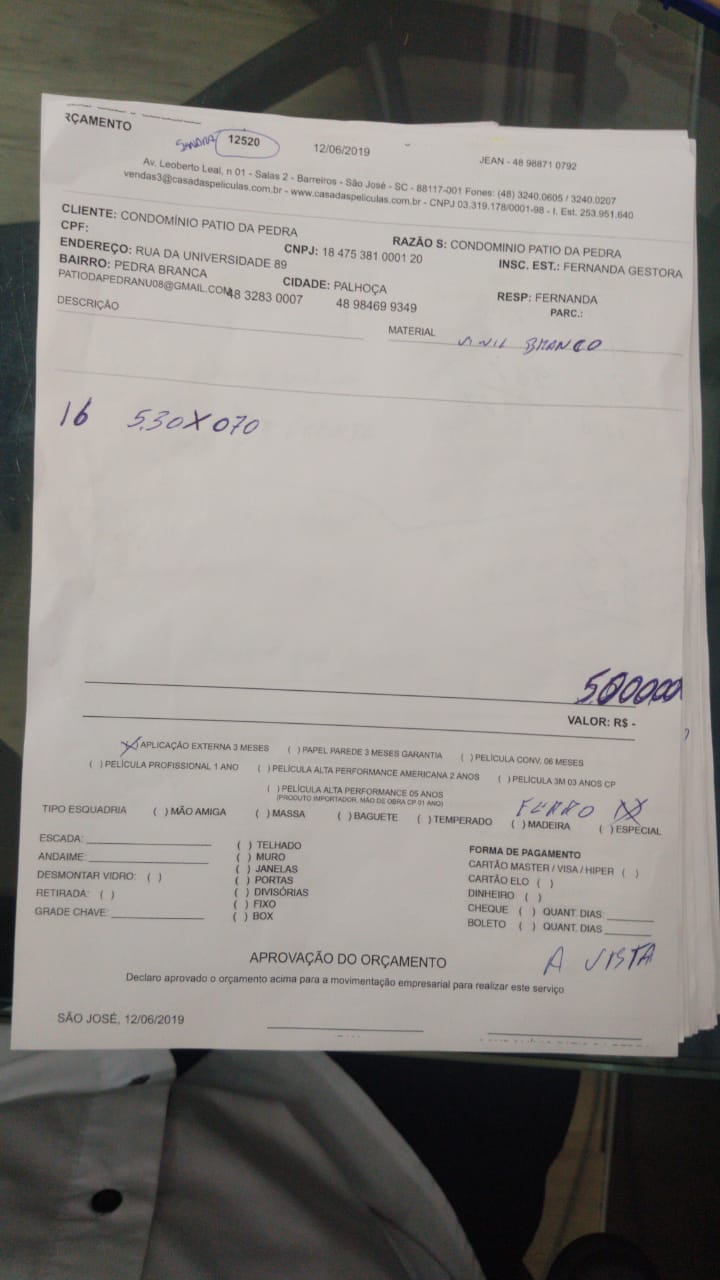 RÇAMENTO
SANDRA 12520 12/06/2019 JEAN - 48 98871 0792
Av. Leoberto Leal, n 01 - Salas 2 - Barreiros - São José - SC - 88117-001 Fones: (48) 3240.0605 / 3240.0207
vendas3@casadaspeliculas.com.br - www.casadaspeliculas.com.br - CNPJ 03.319.178/0001-98 - I. Est. 253.951.640
CLIENTE: CONDOMÍNIO PATIO DA PEDRA RAZÃO S: CONDOMINIO PATIO DA PEDRA
CPF: CNPJ: 18 475 381 0001 20 INSC. EST.: FERNANDA GESTORA
ENDEREÇO: RUA DA UNIVERSIDADE 89
BAIRRO: PEDRA BRANCA CIDADE: PALHOÇA RESP: FERNANDA
PATIODAPEDRANU08@GMAIL.COM 48 3283 0007 48 98469 9349 PARC.:
DESCRIÇÃO MATERIAL VINIL BRANCO
16 5.30X070
VALOR: R$ -
(X) APLICAÇÃO EXTERNA 3 MESES ( ) PAPEL PAREDE 3 MESES GARANTIA ( ) PELÍCULA CONV. 06 MESES
( ) PELÍCULA PROFISSIONAL 1 ANO ( ) PELÍCULA ALTA PERFORMANCE AMERICANA 2 ANOS ( ) PELÍCULA 3M 03 ANOS CP
( ) PELÍCULA ALTA PERFORMANCE 05 ANOS
(PRODUTO IMPORTADOR, MÃO DE OBRA CP 01 ANO)
FERRO X
TIPO ESQUADRIA ( ) MÃO AMIGA ( ) MASSA ( ) BAGUETE ( ) TEMPERADO ( ) MADEIRA ( ) ESPECIAL
ESCADA: ( ) TELHADO
ANDAIME: ( ) MURO
DESMONTAR VIDRO: ( ) ( ) JANELAS
RETIRADA: ( ) ( ) PORTAS
GRADE CHAVE: ( ) DIVISÓRIAS
( ) FIXO
( ) BOX
FORMA DE PAGAMENTO
CARTÃO MASTER / VISA / HIPER ( )
CARTÃO ELO ( )
DINHEIRO ( )
CHEQUE ( ) QUANT. DIAS:
BOLETO ( ) QUANT. DIAS
A VISTA
APROVAÇÃO DO ORÇAMENTO
Declaro aprovado o orçamento acima para a movimentação empresarial para realizar este serviço
SÃO JOSÉ, 12/06/2019